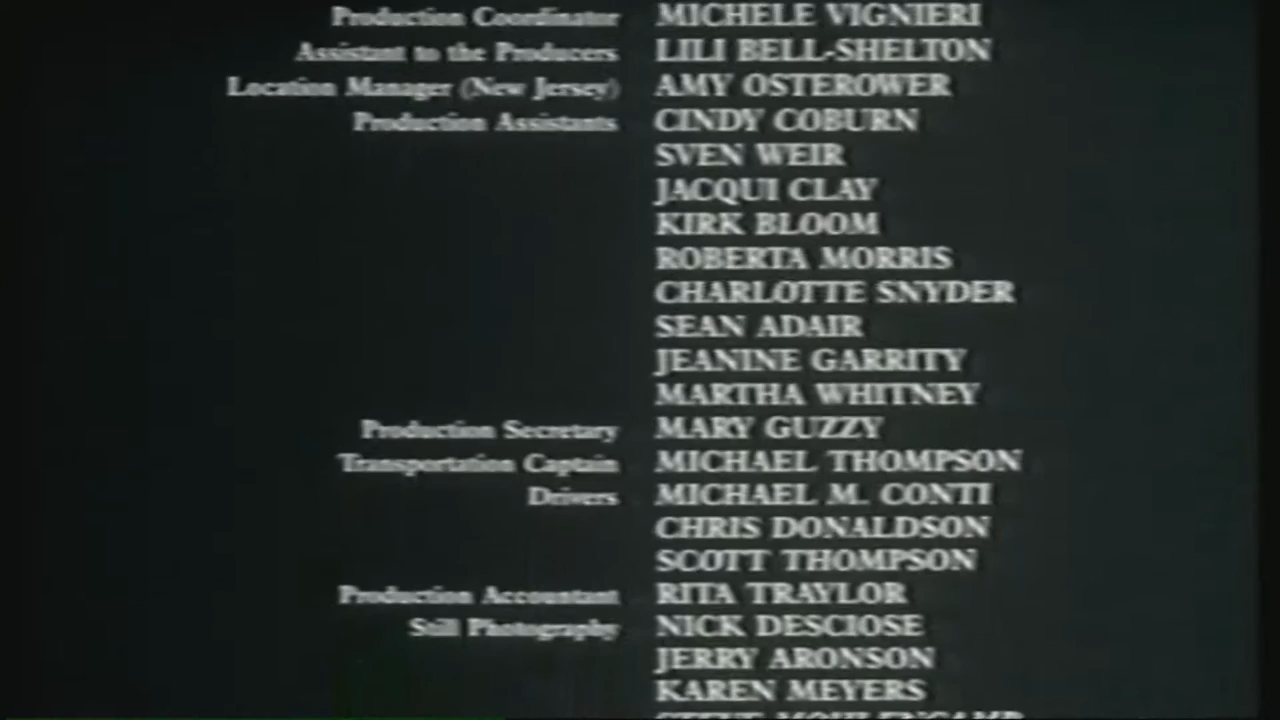 Production Coordinator MICHELE VIGNIERI
Assistant to the Producers LILI BELL-SHELTON
Location Manager (New Jersey) AMY OSTEROWER
Production Assistants CINDY COBURN
SVEN WEIR
JACQUI CLAY
KIRK BLOOM
ROBERTA MORRIS
CHARLOTTE SNYDER
SEAN ADAIR
JEANINE GARRITY
MARTHA WHITNEY
Production Secretary MARY GUZZY
Transportation Captain MICHAEL THOMPSON
Drivers MICHAEL M. CONTI
CHRIS DONALDSON
SCOTT THOMPSON
Production Accountant RITA TRAYLOR
Still Photography NICK DESCIOSE
JERRY ARONSON
KAREN MEYERS